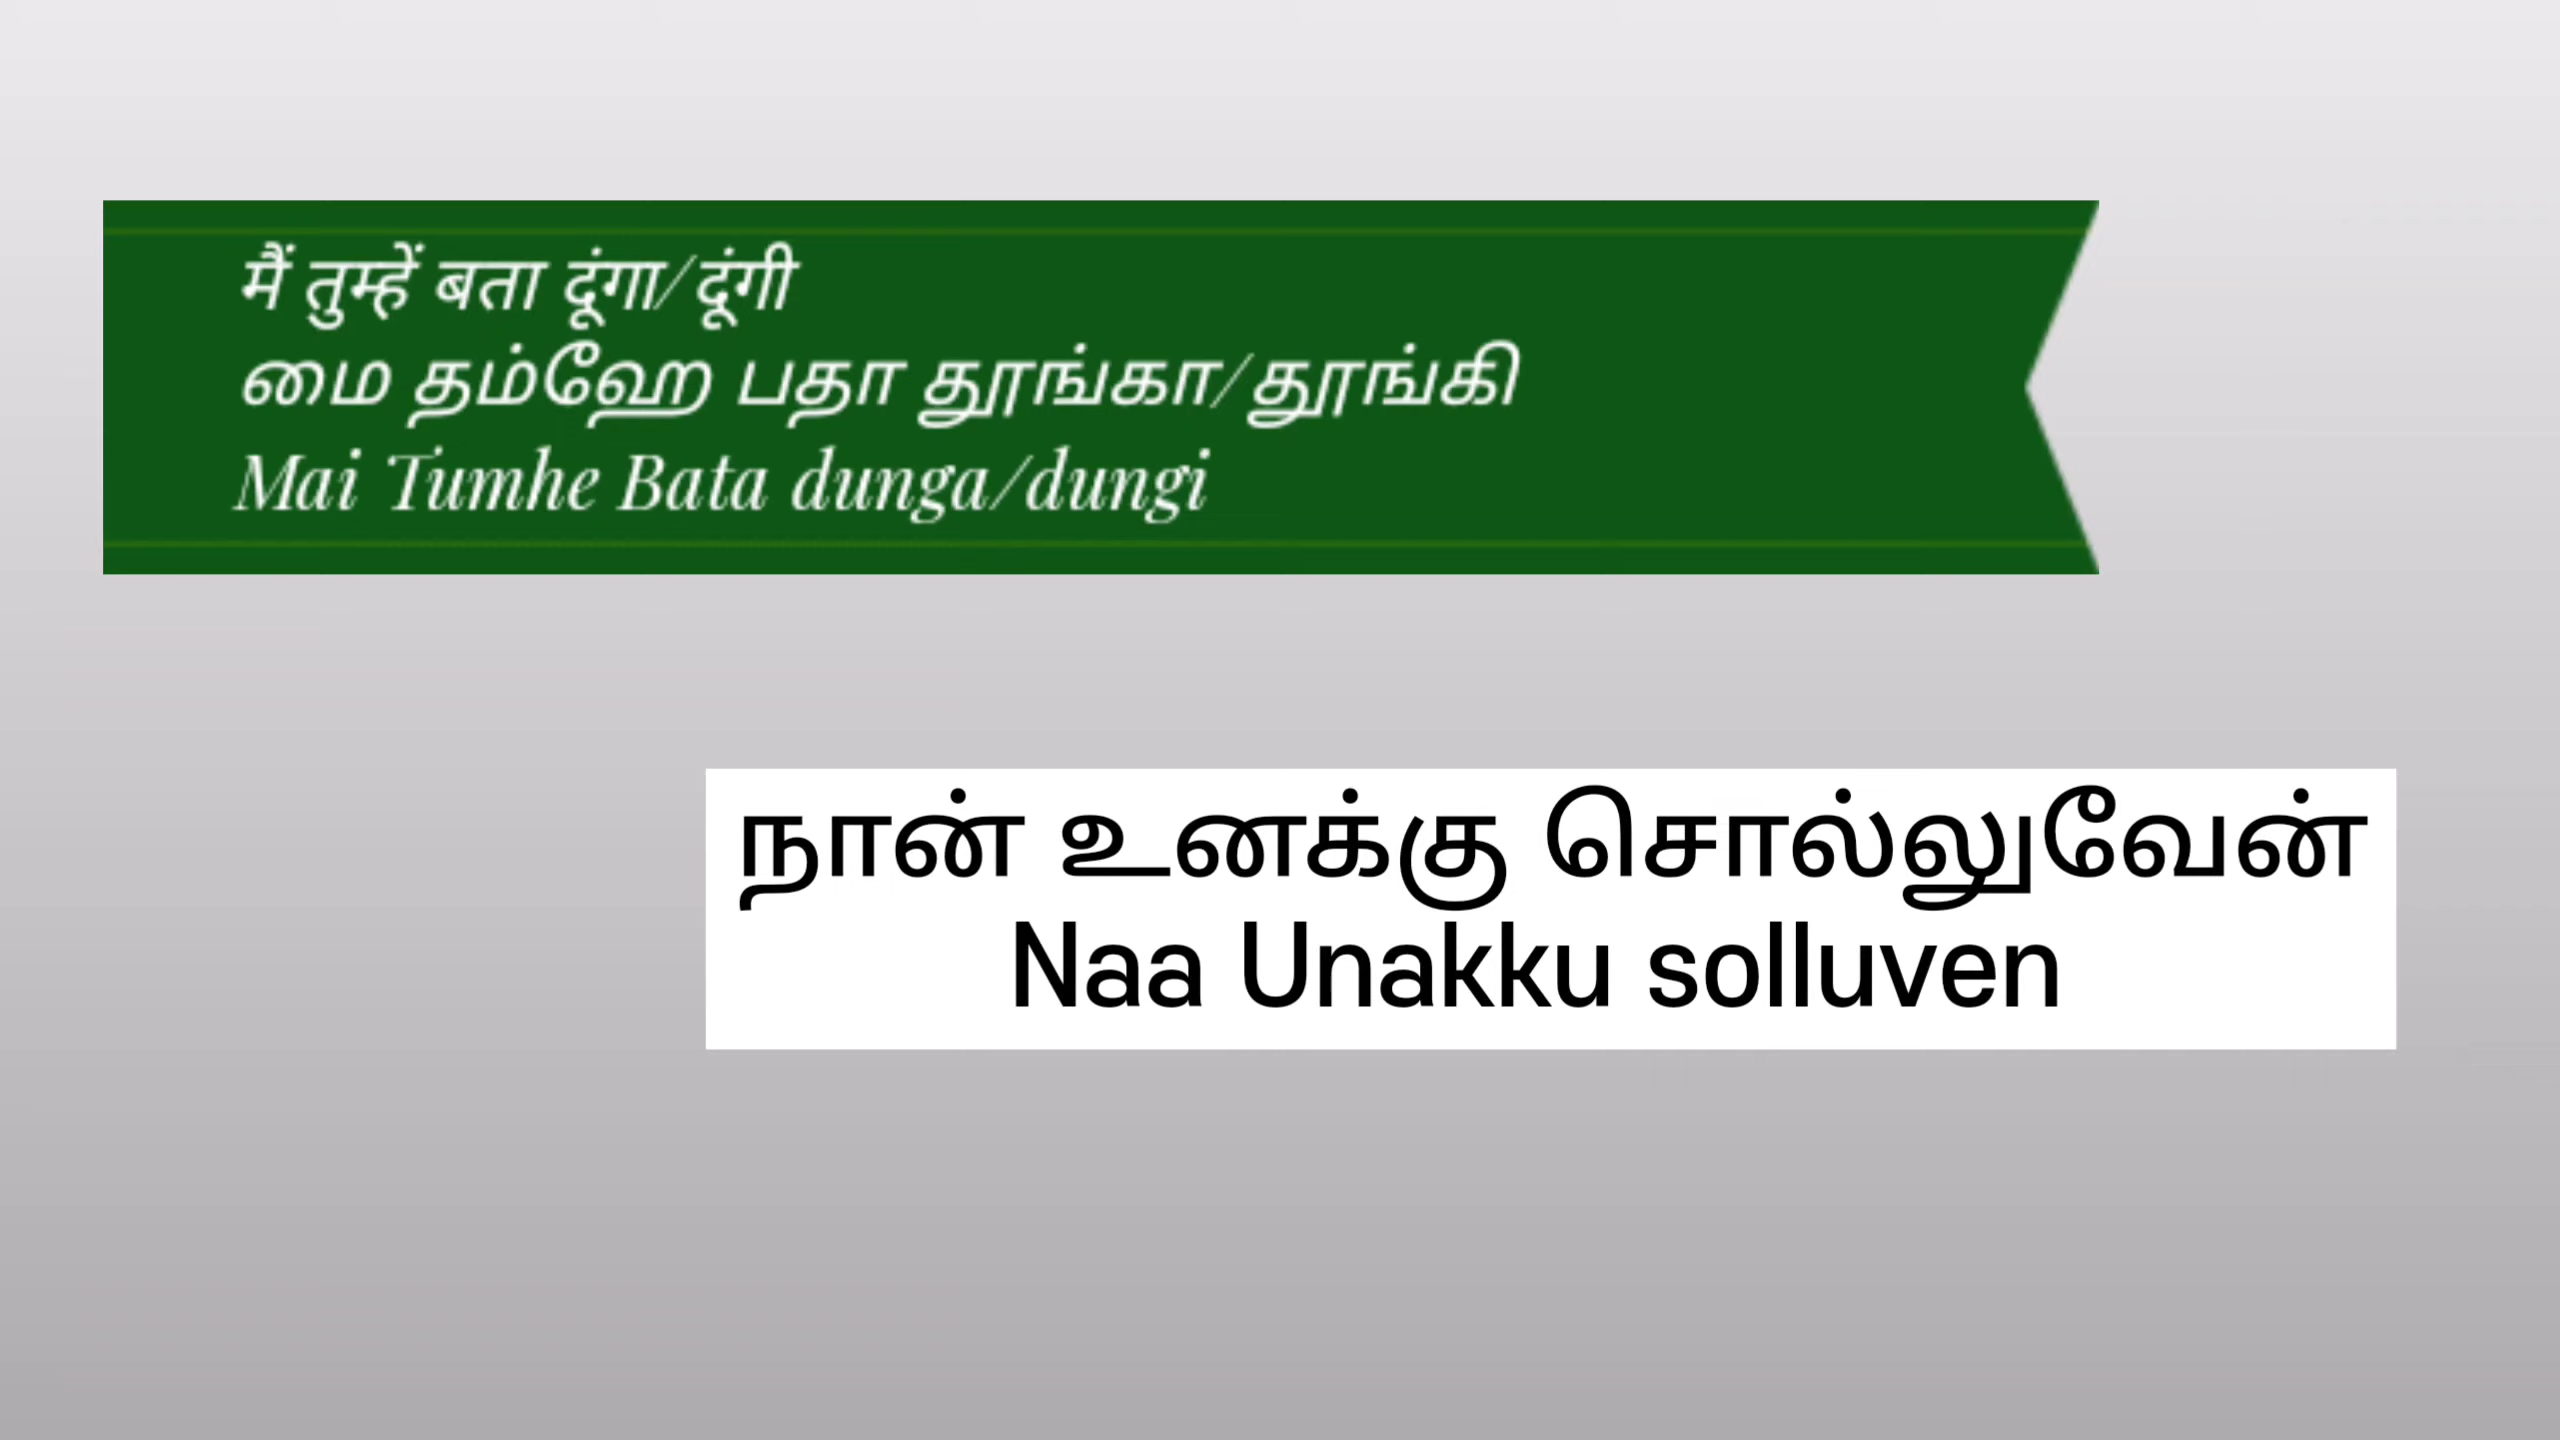 मैं तुम्हें बता दूंगा/दूंगी
மை தம்ஹே பதா தூங்கா/தூங்கி
Mai Tumhe Bata dunga/dungi
நான் உனக்கு சொல்லுவேன்
Naa Unakku solluven